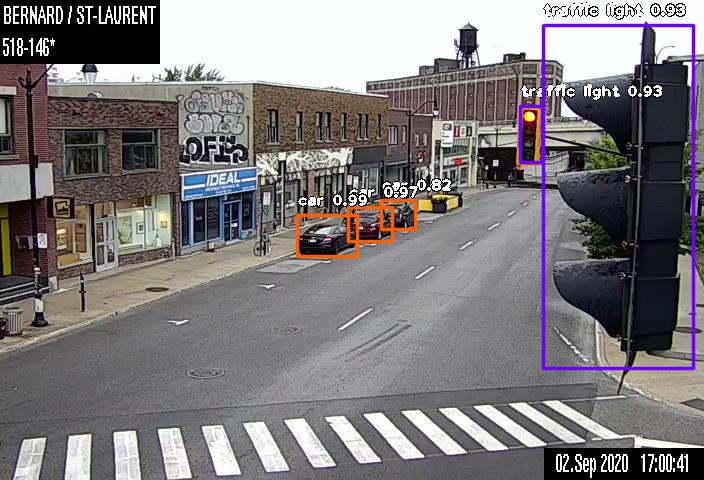 BERNARD / ST-LAURENT
518-146*
traffic light 0.93
traffic light 0.93
IDEAL
car 0.99
0.97
0.82
02.Sep 2020 17:00:41